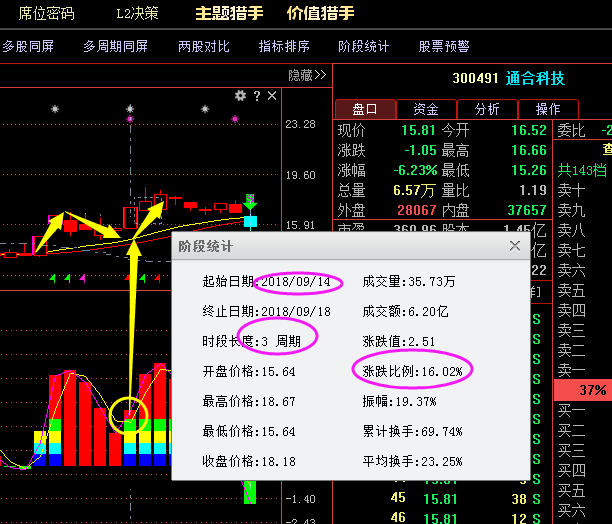 席位密码 L2决策 主题猎手 价值猎手
多股同屏 多周期同屏 两股对比 指标排序 阶段统计 股票预警
隐藏>>
300491 通合科技
盘口 资金 分析 操作
23.28
19.60
15.91
-1.40
现价 15.81 今开 16.52
涨跌 -1.05 最高 16.66
涨幅 -6.23% 最低 15.26
总量 6.57万 量比 1.19
外盘 28067 内盘 37657
市盈 360.96 股本 1.45亿
委比
共143档
卖十
卖九
卖八
卖七
卖六
卖五
卖四
卖三
卖二
卖一
37%
买一
买二
买三
买四
买五
买六
阶段统计
起始日期:2018/09/14 成交量:35.73万
终止日期:2018/09/18 成交额:6.20亿
时段长度:3 周期 涨跌值:2.51
开盘价格:15.64 涨跌比例:16.02%
最高价格:18.67 振幅:19.37%
最低价格:15.64 累计换手:69.74%
收盘价格:18.18 平均换手:23.25%
45 15.81 38 S
46 15.81 12 S